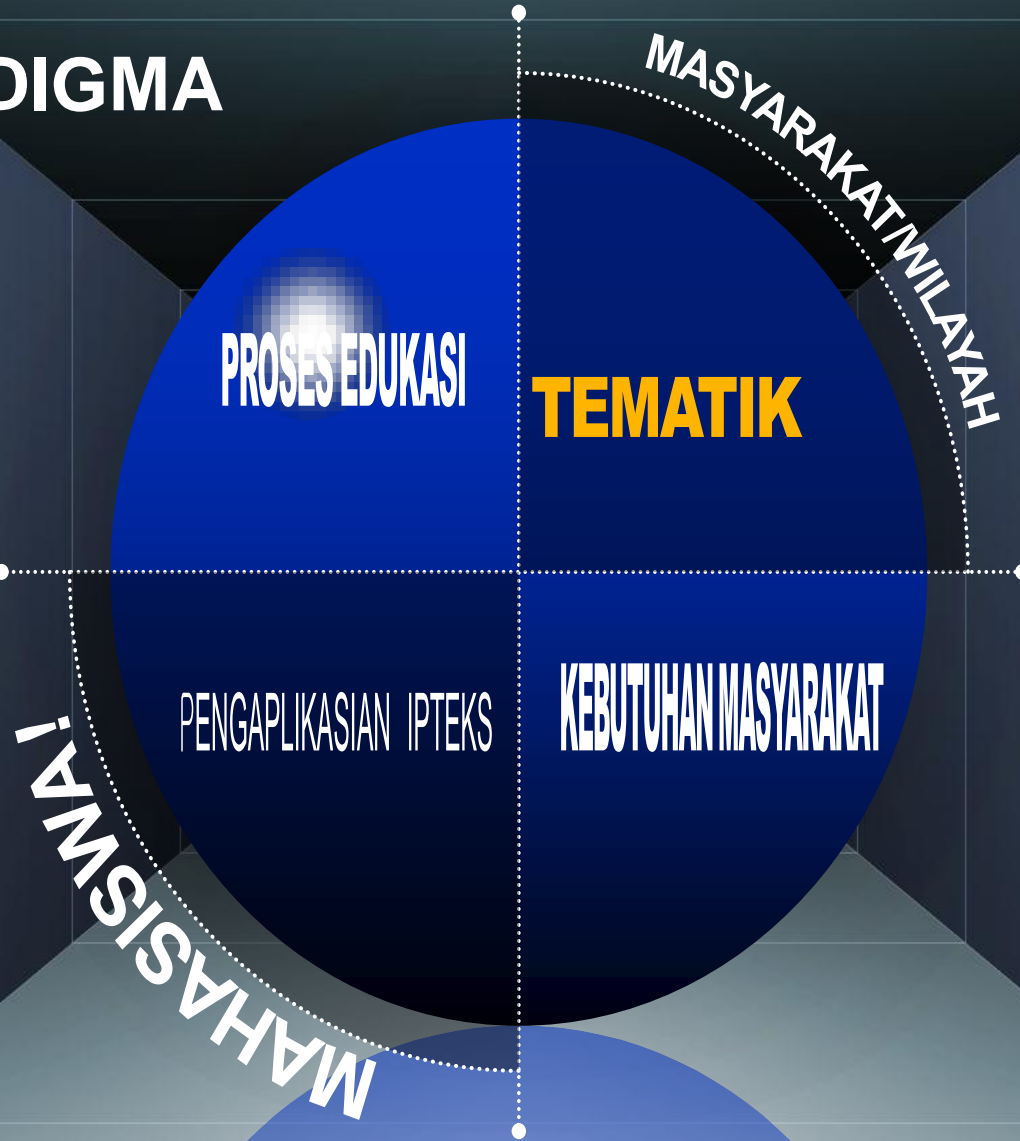 DIGMA
MASYARAKAT/WILAYAH
PROSES EDUKASI
TEMATIK
PENGAPLIKASIAN IPTEKS
KEBUTUHAN MASYARAKAT
MAHASISWA!